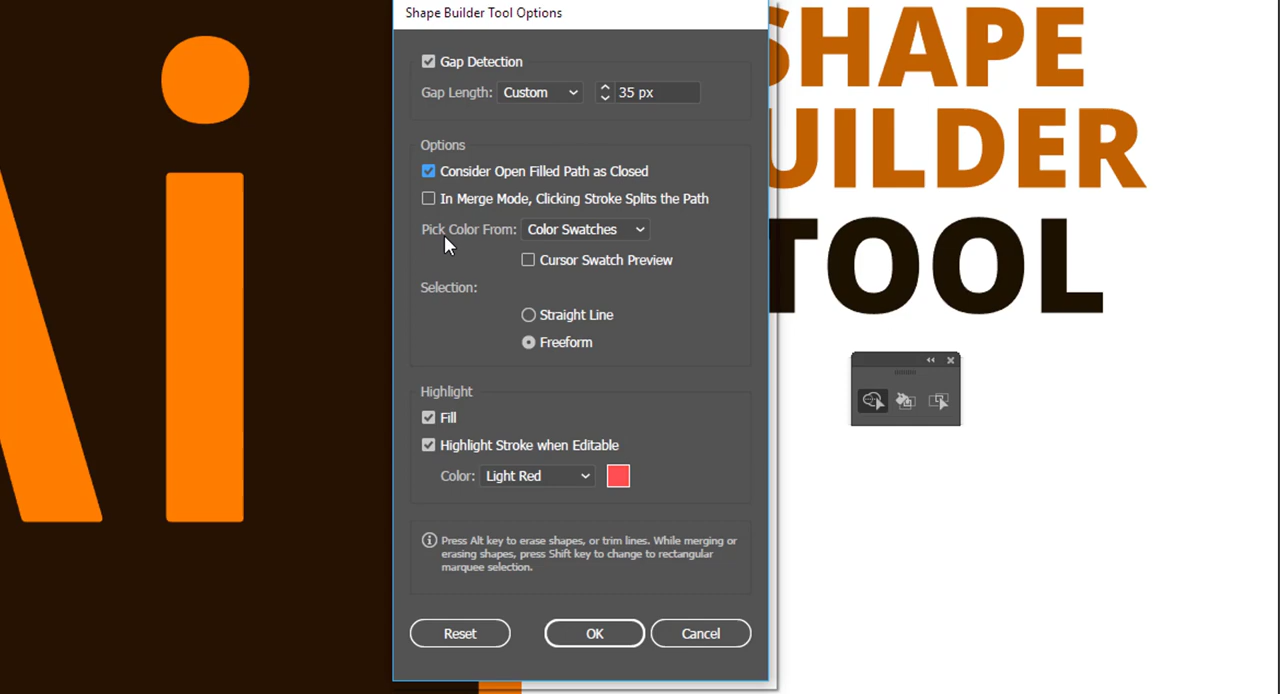 Shape Builder Tool Options
Gap Detection
Gap Length: Custom 35 px
Options
Consider Open Filled Path as Closed
In Merge Mode, Clicking Stroke Splits the Path
Pick Color From: Color Swatches
Cursor Swatch Preview
Selection:
Straight Line
Freeform
Highlight
Fill
Highlight Stroke when Editable
Color: Light Red
Press Alt key to erase shapes, or trim lines. While merging or
erasing shapes, press Shift key to change to rectangular
marquee selection.
Reset OK Cancel
Ai
SHAPE
UILDER
TOOL